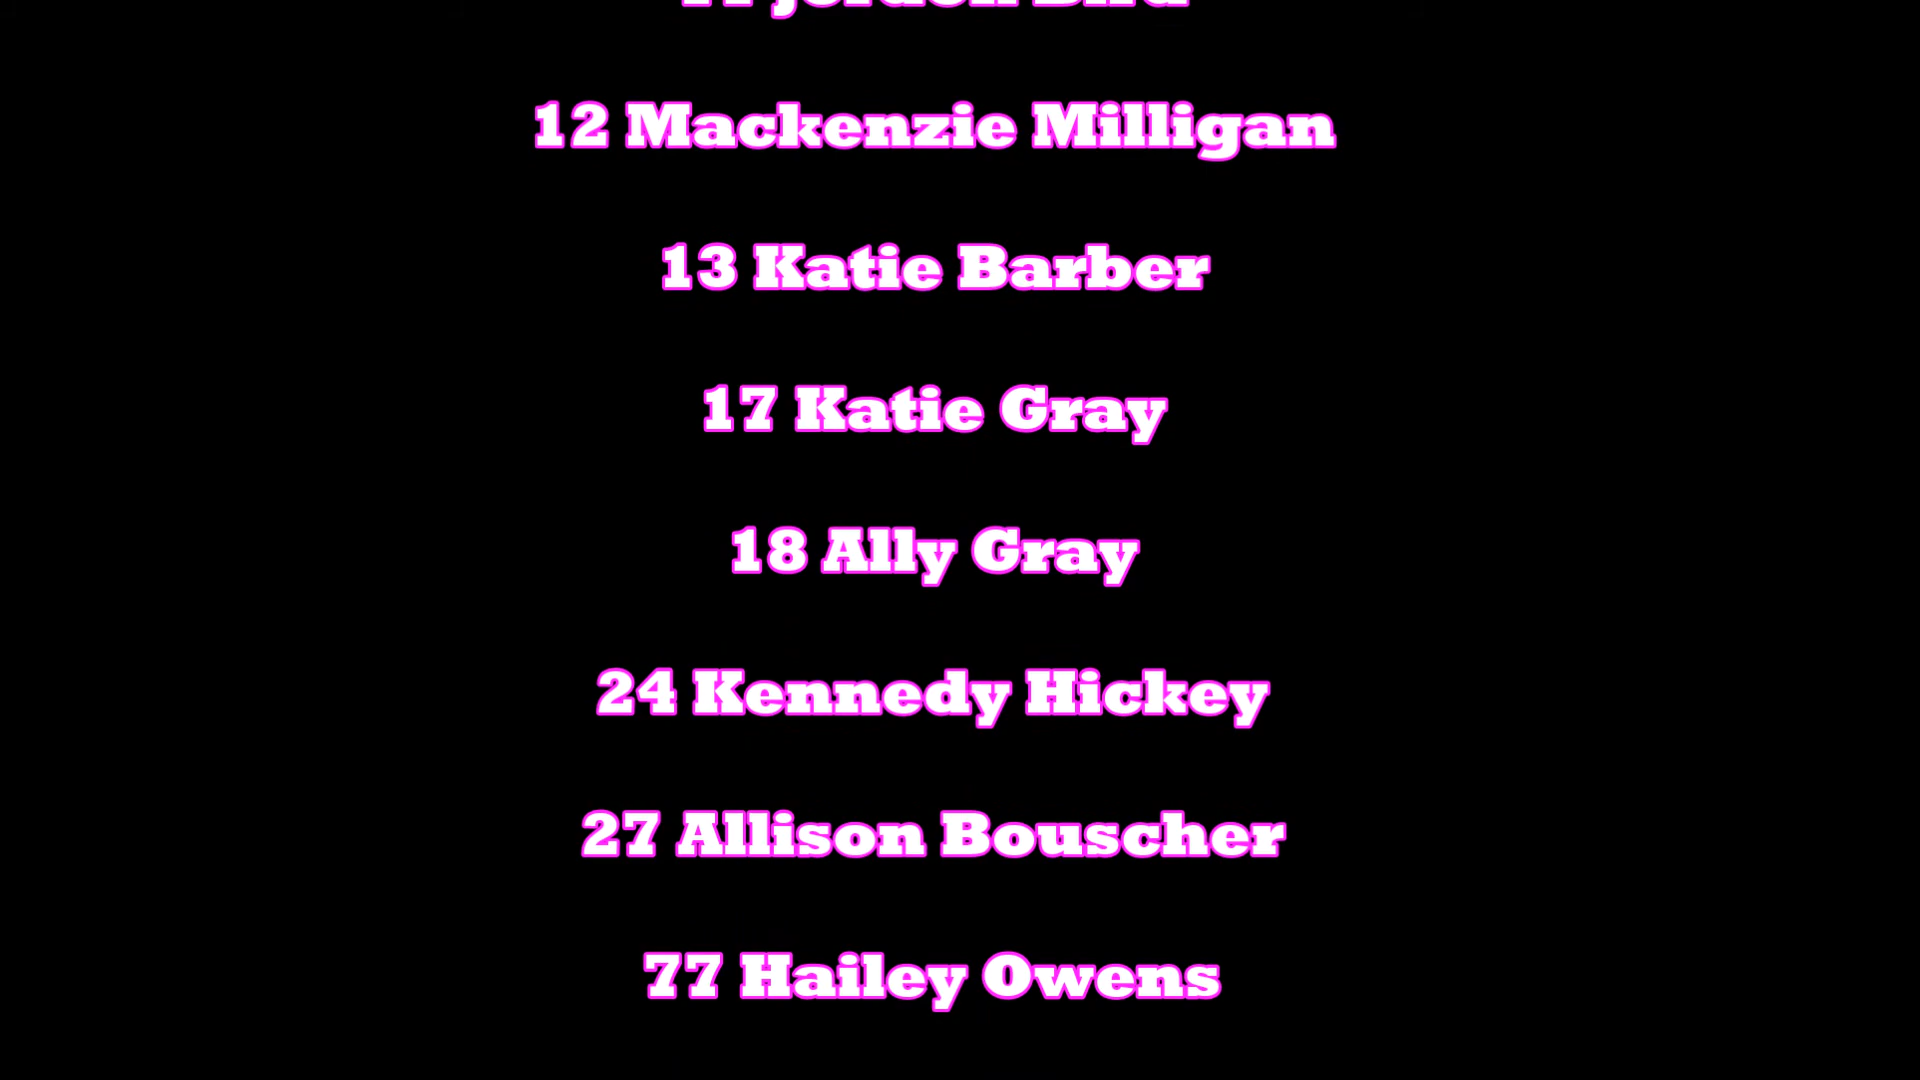 12 Mackenzie Milligan
13 Katie Barber
17 Katie Gray
18 Ally Gray
24 Kennedy Hickey
27 Allison Bouscher
77 Hailey Owens